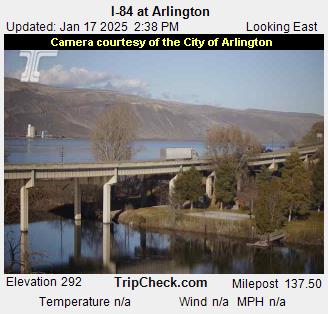 I-84 at Arlington
Updated: Jan 17 2025 2:38 PM Looking East
Camera courtesy of the City of Arlington
Elevation 292 TripCheck.com Milepost 137.50
Temperature n/a Wind n/a MPH n/a